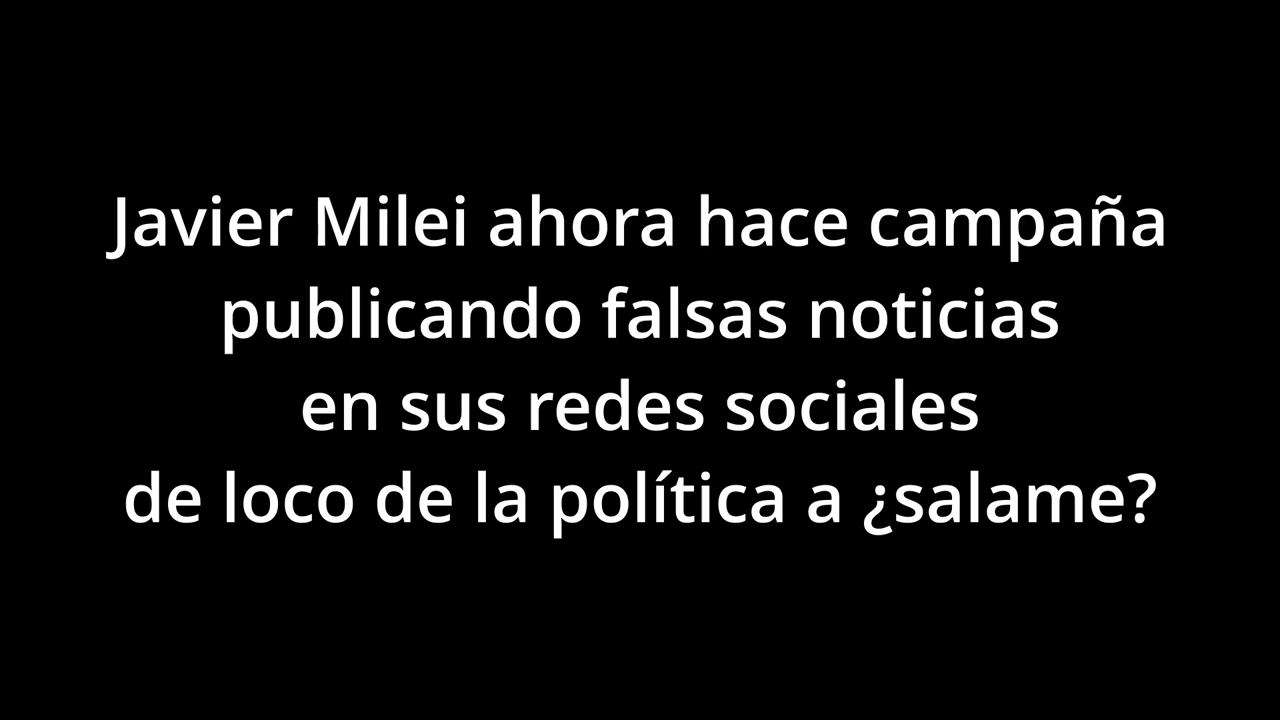 Javier Milei ahora hace campaña
publicando falsas noticias
en sus redes sociales
de loco de la política a ¿salame?